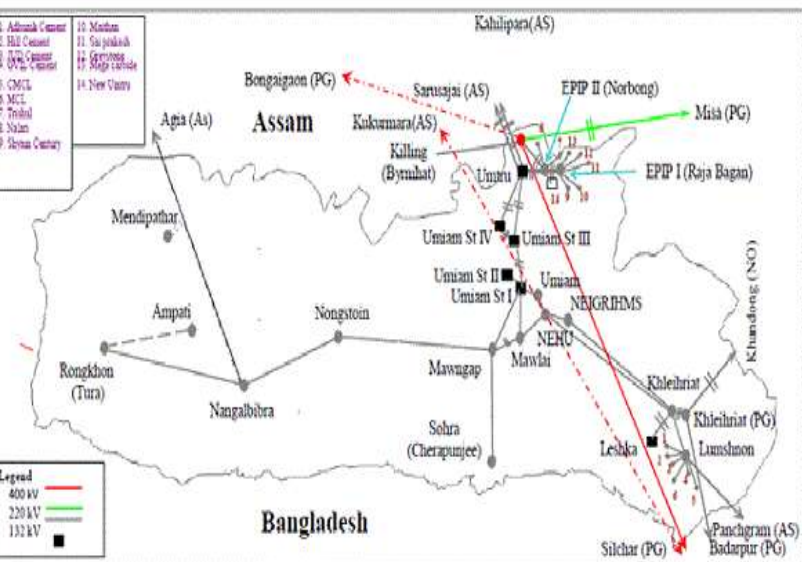 1. Adhunik Cement
2. Hill Cement
3. JUD Cement
4. GVIL Cement
5. CMCL
6. MCL
7. Trishul
8. Nalari
9. Shyam Century
10. Maithan
11. Sai prakash
12. Greystone
13. Mega carbide
14. New Umtru
Kahilipara(AS)
Bongaigaon (PG)
Sarusajai (AS)
EPIP II (Norbong)
Misa (PG)
Agia (As)
Assam
Kukurmara(AS)
Killing
(Byrnihat)
Umtru
EPIP I (Raja Bagan)
Mendipathar
Umiam St IV
Umiam St III
Umiam St II
Umiam
Umiam St I
NEIGRIHMS
Khandong (NO)
Ampati
Nongstoin
NEHU
Mawlai
Rongkhon
(Tura)
Mawngap
Nangalbibra
Khleihriat
Khleihriat (PG)
Sohra
(Cherapunjee)
Leshka
Lumshnon
Legend
400 kV
220 kV
132 kV
Bangladesh
Panchgram (AS)
Silchar (PG)
Badarpur (PG)